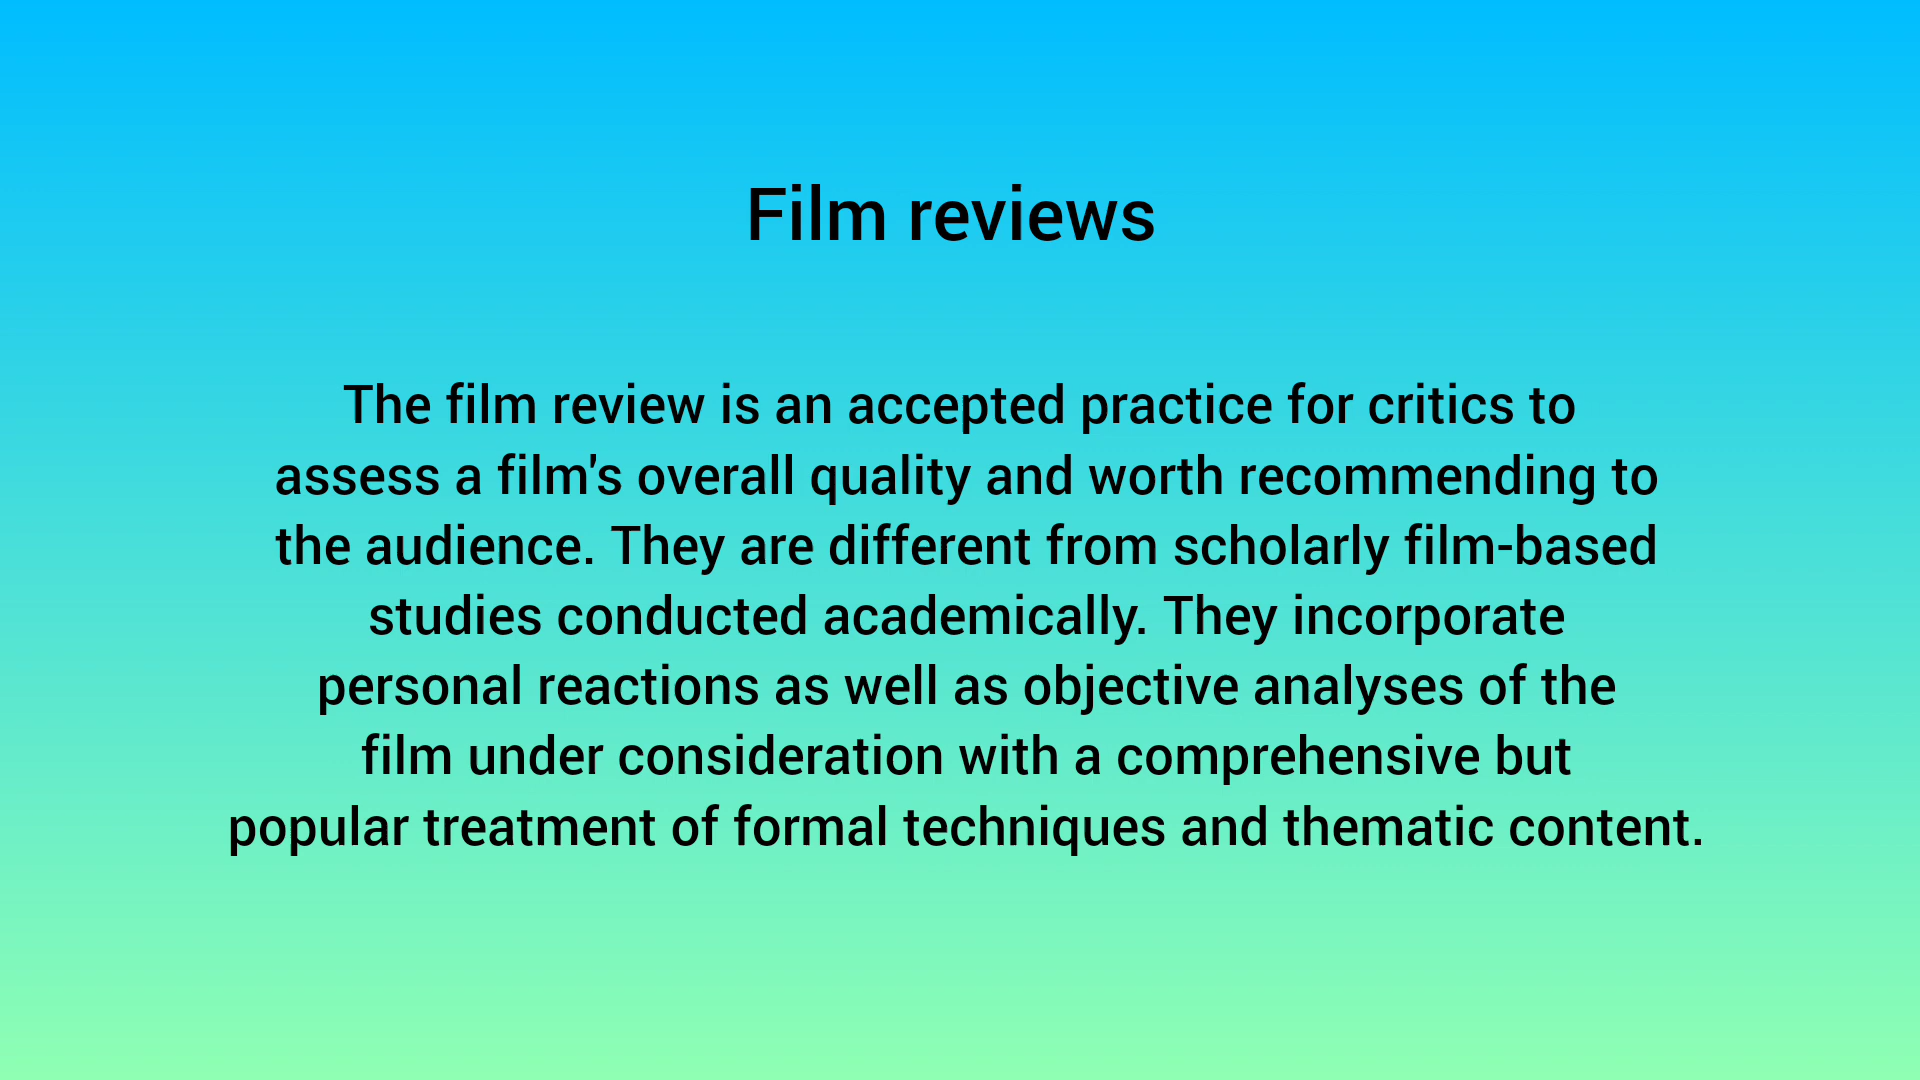 Film reviews
The film review is an accepted practice for critics to
assess a film's overall quality and worth recommending to
the audience. They are different from scholarly film-based
studies conducted academically. They incorporate
personal reactions as well as objective analyses of the
film under consideration with a comprehensive but
popular treatment of formal techniques and thematic content.